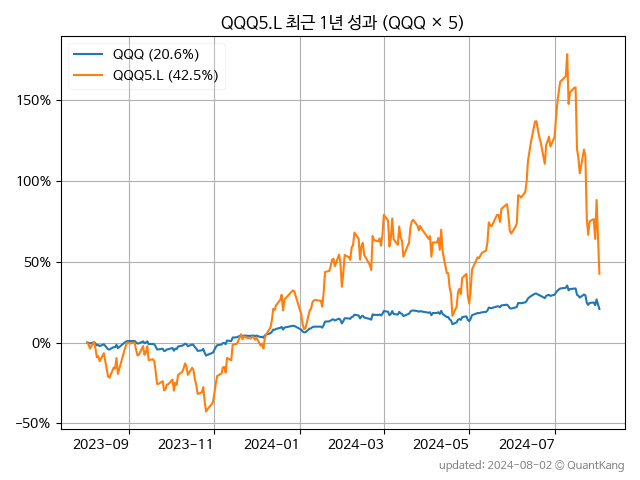 QQQ5.L 최근 1년 성과 (QQQ × 5)
QQQ (20.6%)
QQQ5.L (42.5%)
150%
100%
50%
0%
−50%
2023−09
2023−11
2024−01
2024−03
2024−05
2024−07
updated: 2024-08-02 © QuantKang